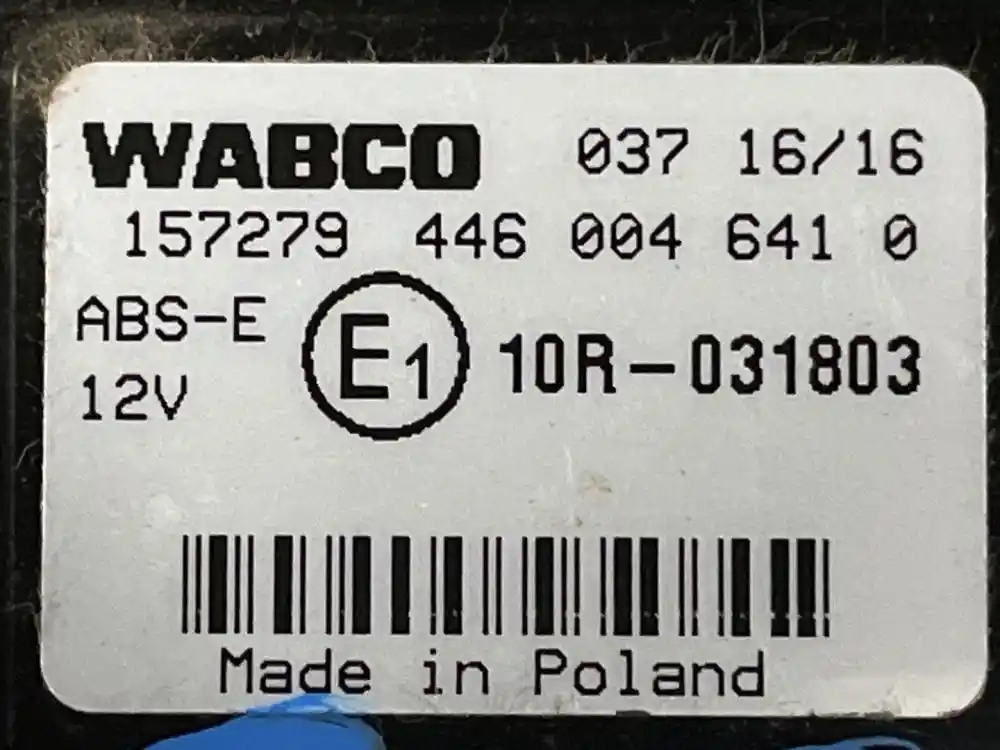 WABCO 037 16/16
157279 446 004 641 0
ABS-E
12V
E1 10R-031803
Made in Poland